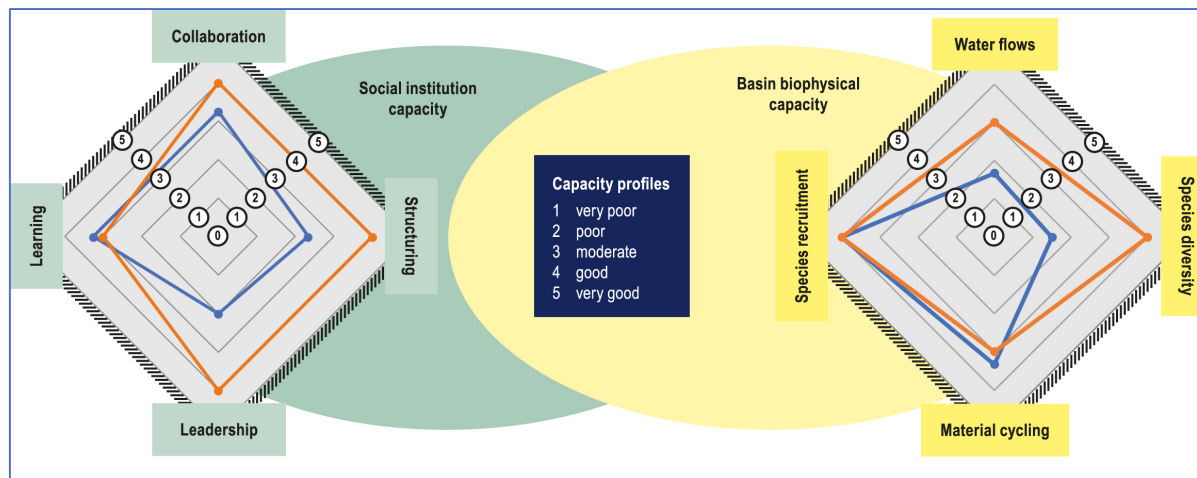 Collaboration
Learning
Structuring
Leadership
5
4
3
2
1
0
1
2
3
4
5
Social institution
capacity
Basin biophysical
capacity
Capacity profiles
1 very poor
2 poor
3 moderate
4 good
5 very good
Water flows
Species recruitment
Species diversity
Material cycling
5
4
3
2
1
0
1
2
3
4
5